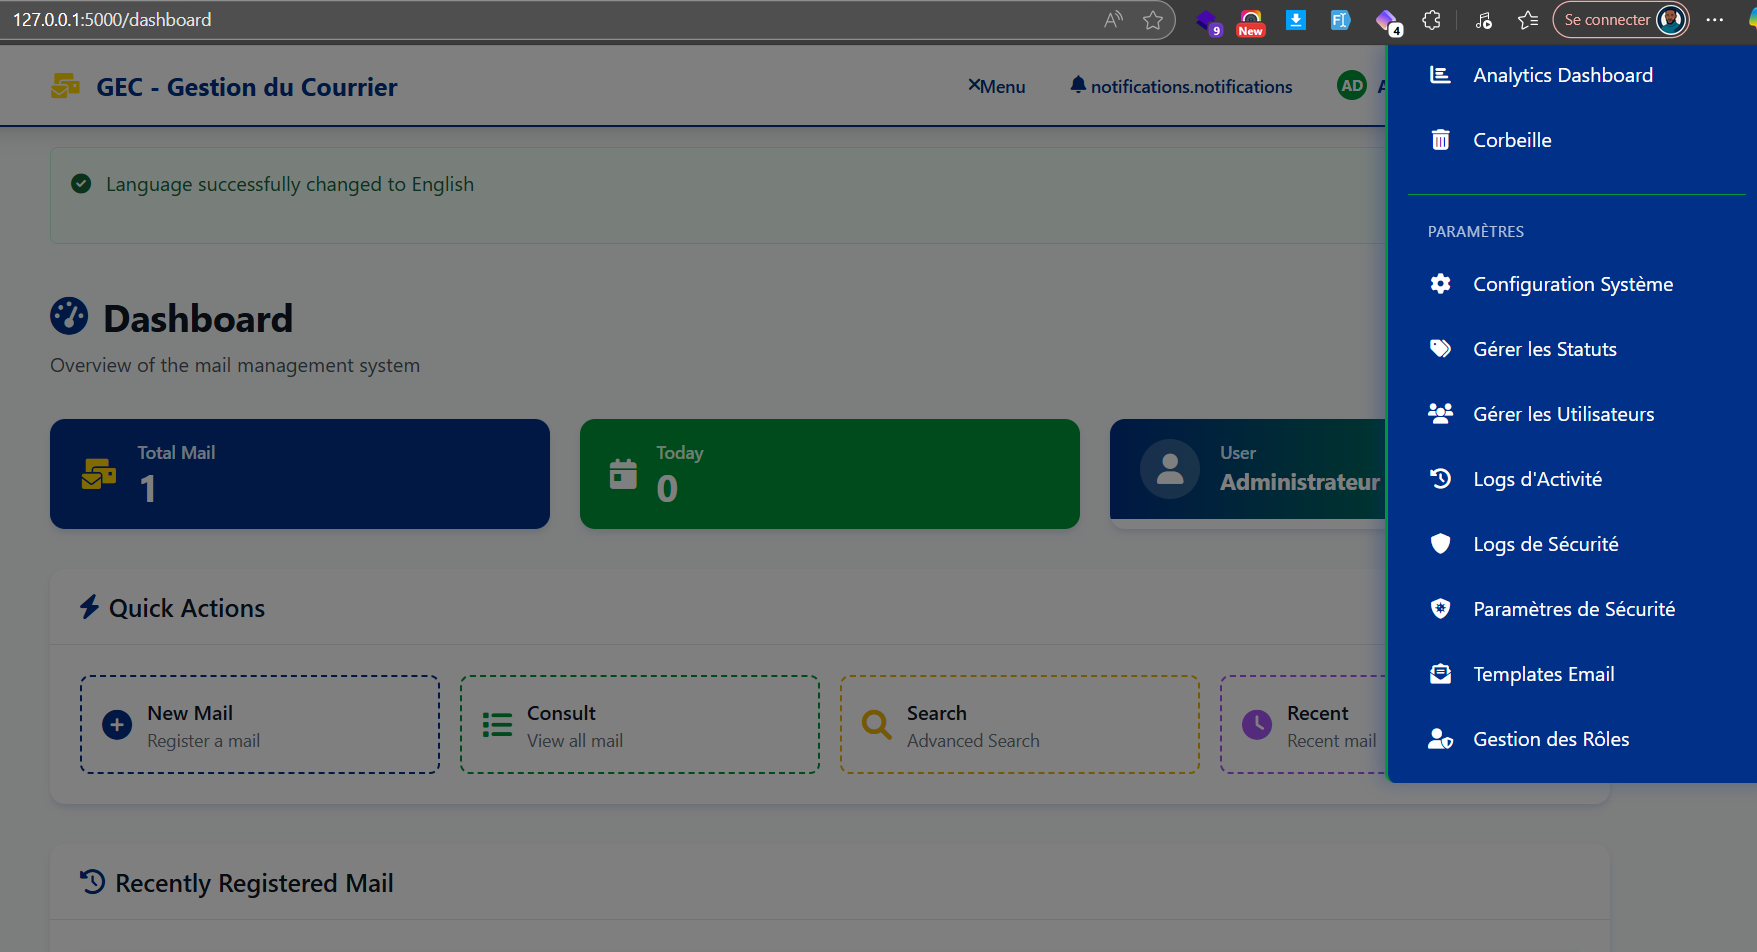 127.0.0.1:5000/dashboard
9
New
4
Se connecter
GEC - Gestion du Courrier
Menu
notifications.notifications
AD
Language successfully changed to English
Dashboard
Overview of the mail management system
Total Mail
1
Today
0
User
Administrateur
Quick Actions
New Mail
Register a mail
Consult
View all mail
Search
Advanced Search
Recent
Recent mail
Recently Registered Mail
Analytics Dashboard
Corbeille
PARAMÈTRES
Configuration Système
Gérer les Statuts
Gérer les Utilisateurs
Logs d'Activité
Logs de Sécurité
Paramètres de Sécurité
Templates Email
Gestion des Rôles